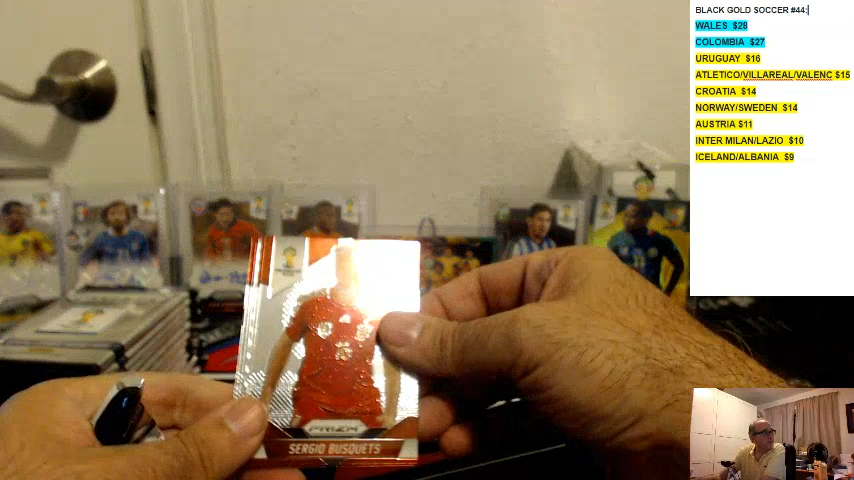 BLACK GOLD SOCCER #44:
WALES $28
COLOMBIA $27
URUGUAY $16
ATLETICO/VILLAREAL/VALENC $15
CROATIA $14
NORWAY/SWEDEN $14
AUSTRIA $11
INTER MILAN/LAZIO $10
ICELAND/ALBANIA $9
PRIZM
SERGIO BUSQUETS